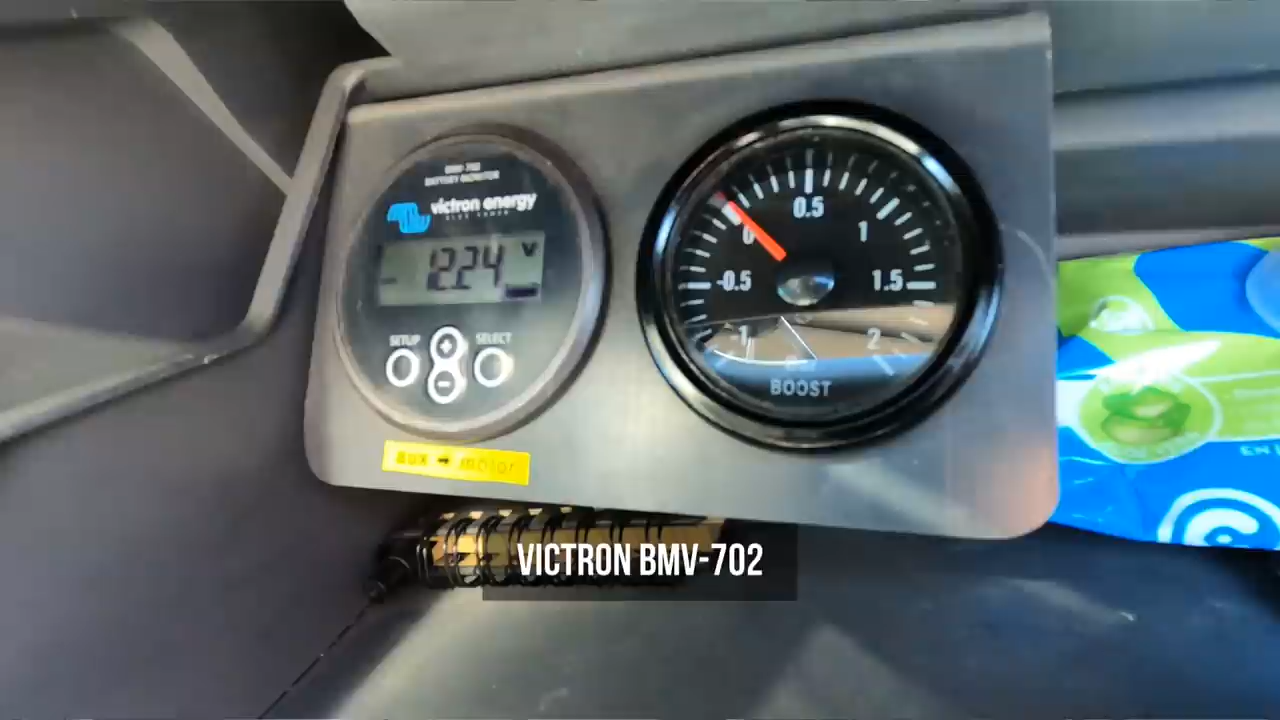 BMV-702
BATTERY MONITOR
victron energy
BLUE POWER
12.24 V
SETUP
+
SELECT
-
aux → motor
-1
-0.5
0
0.5
1
1.5
2
Bar
BOOST
VICTRON BMV-702